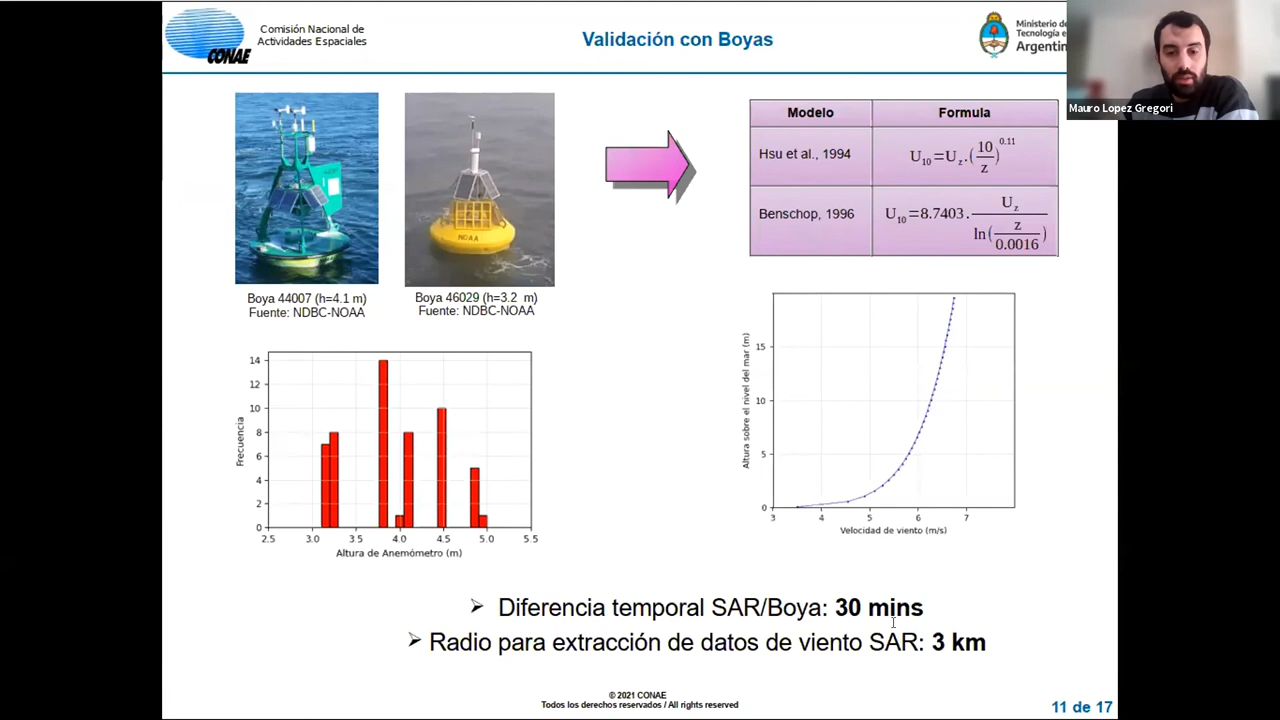 Comisión Nacional de
Actividades Espaciales
CONAE
Validación con Boyas
Ministerio de
Tecnología e
Argentin
Mauro Lopez Gregori
Modelo Formula
Hsu et al., 1994 U10=Uz.(10/z)^0.11
Benschop, 1996 U10=8.7403.Uz/ln(z/0.0016)
NOAA
Boya 44007 (h=4.1 m)
Fuente: NDBC-NOAA
Boya 46029 (h=3.2 m)
Fuente: NDBC-NOAA
Frecuencia
14
12
10
8
6
4
2
0
2.5 3.0 3.5 4.0 4.5 5.0 5.5
Altura de Anemómetro (m)
Altura sobre el nivel del mar (m)
15
10
5
0
3 4 5 6 7
Velocidad de viento (m/s)
➢ Diferencia temporal SAR/Boya: 30 mins
➢ Radio para extracción de datos de viento SAR: 3 km
© 2021 CONAE
Todos los derechos reservados / All rights reserved
11 de 17